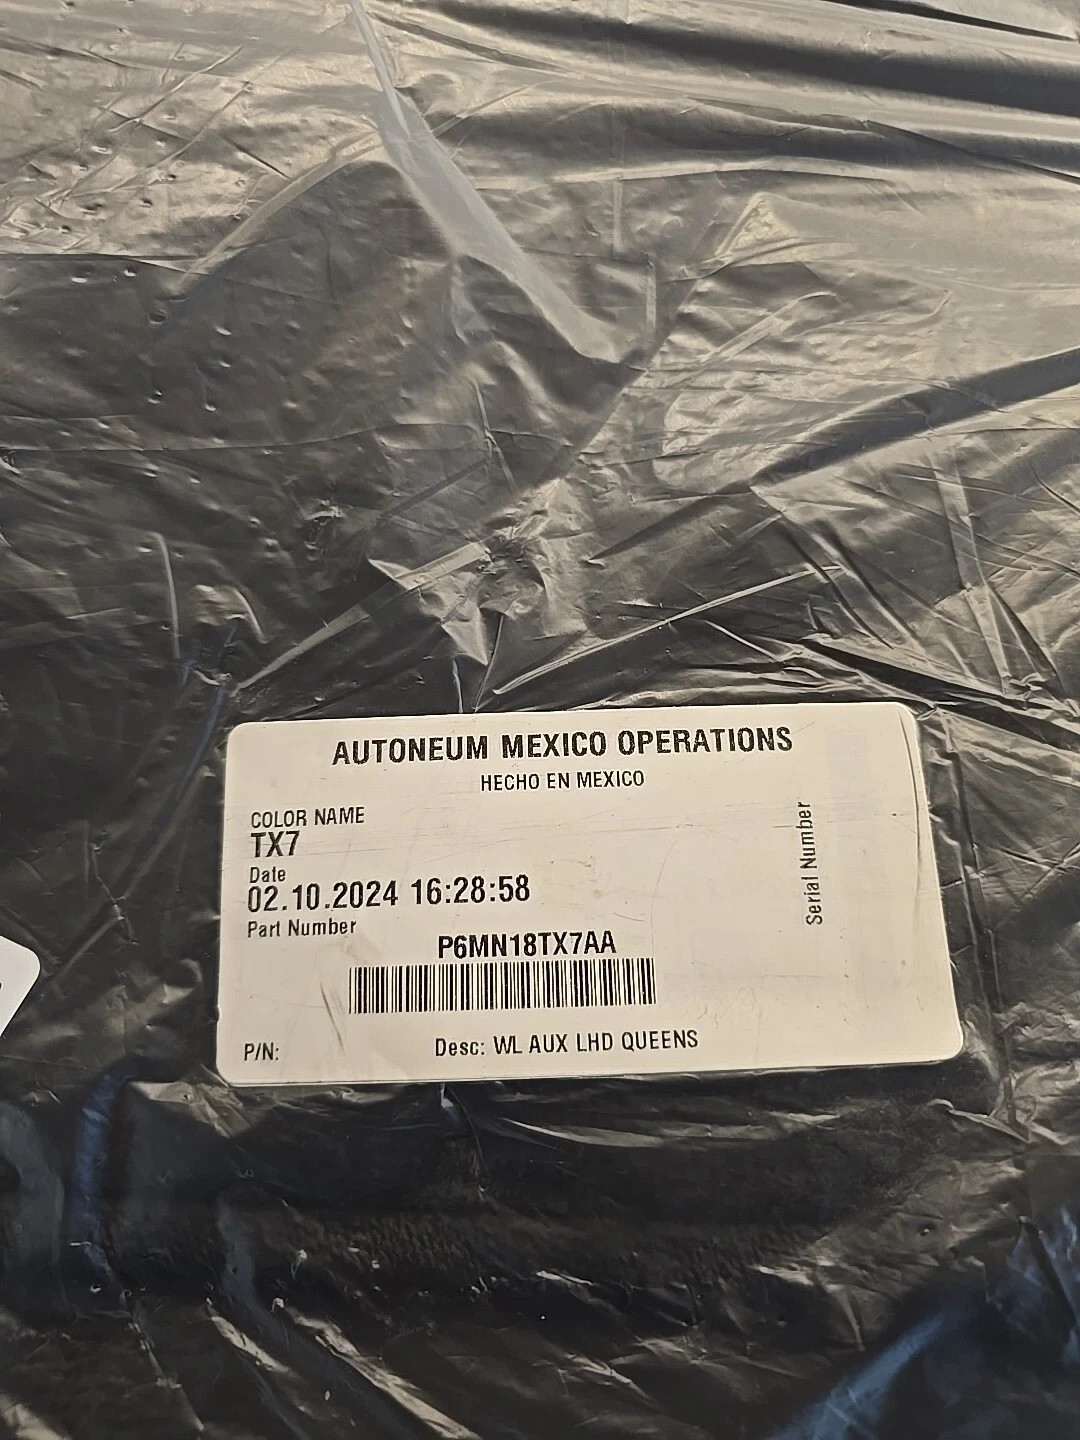 AUTONEUM MEXICO OPERATIONS
HECHO EN MEXICO
COLOR NAME
TX7
Date
02.10.2024 16:28:58
Part Number
P6MN18TX7AA
P/N:
Desc: WL AUX LHD QUEENS
Serial Number